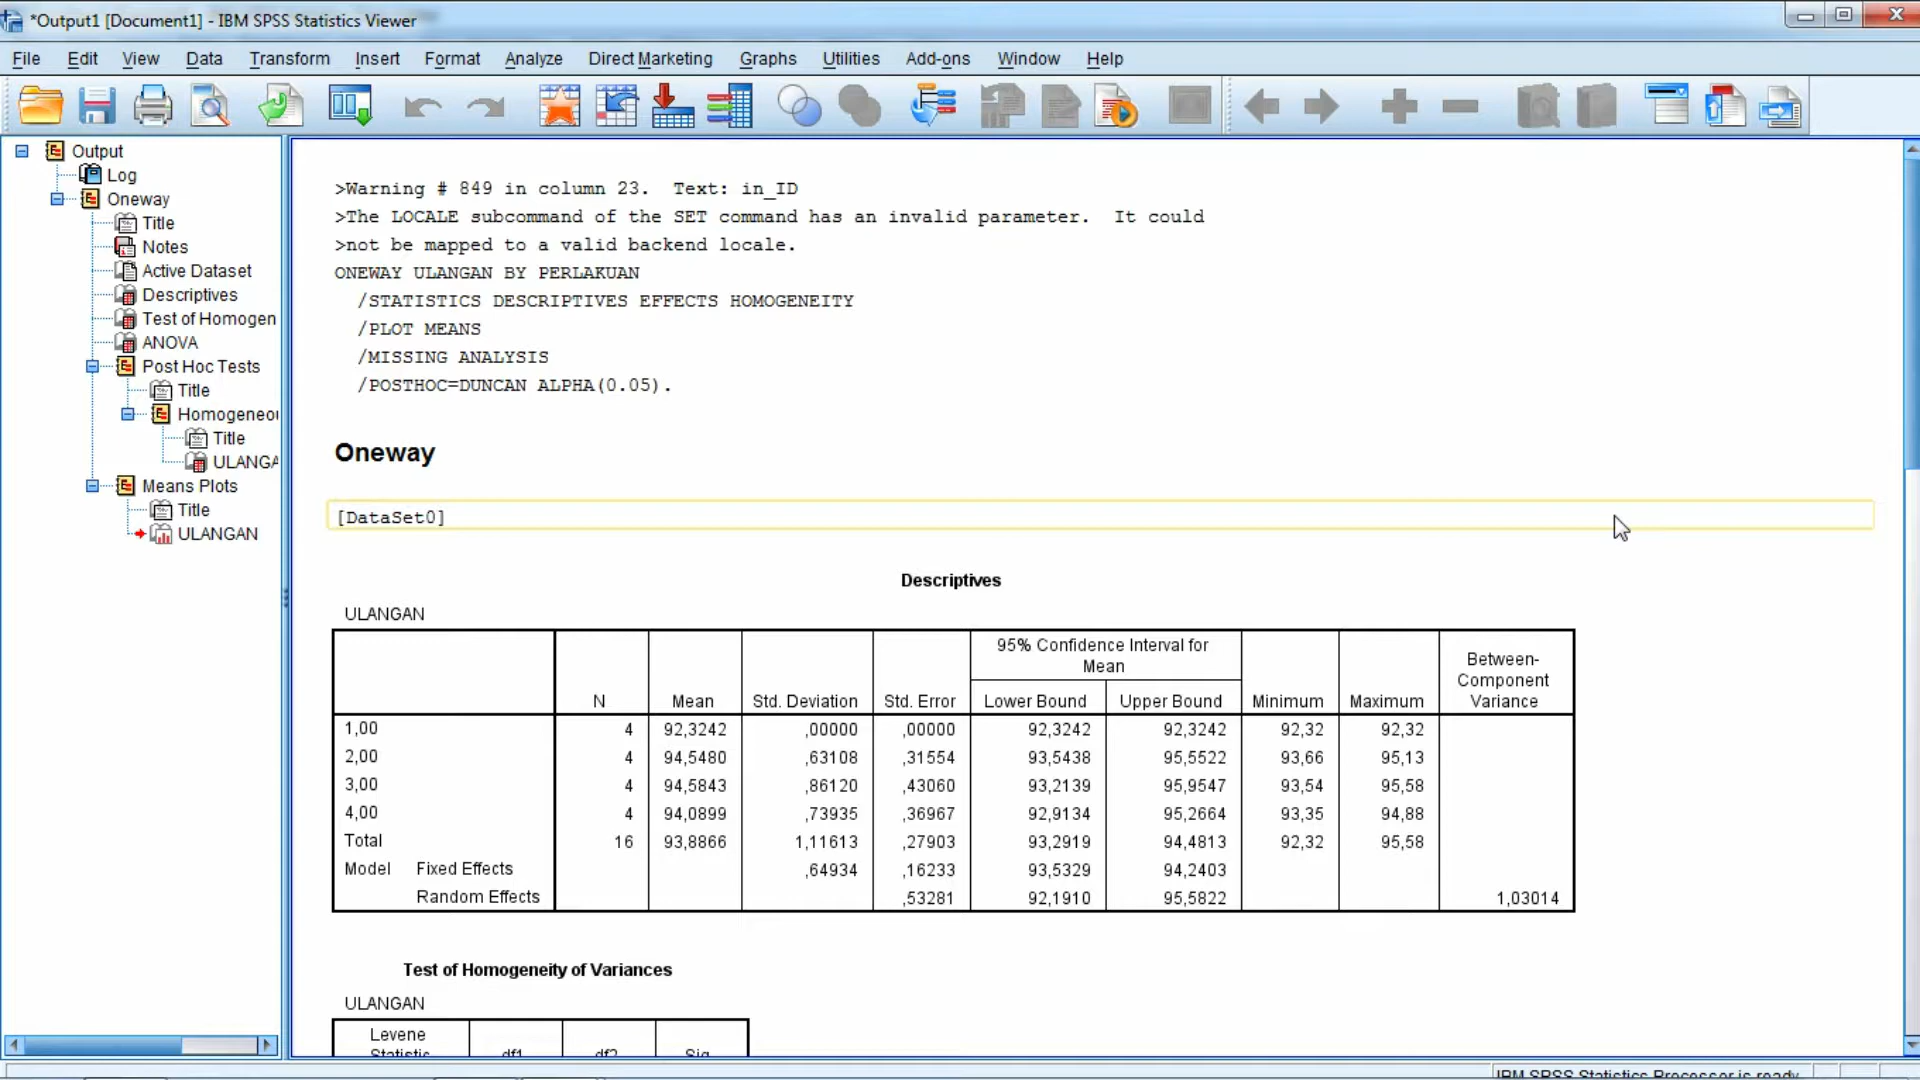 *Output1 [Document1] - IBM SPSS Statistics Viewer
File Edit View Data Transform Insert Format Analyze Direct Marketing Graphs Utilities Add-ons Window Help
Output
Log
Oneway
Title
Notes
Active Dataset
Descriptives
Test of Homogen
ANOVA
Post Hoc Tests
Title
Homogeneou
Title
ULANGA
Means Plots
Title
ULANGAN
>Warning # 849 in column 23. Text: in_ID
>The LOCALE subcommand of the SET command has an invalid parameter. It could
>not be mapped to a valid backend locale.
ONEWAY ULANGAN BY PERLAKUAN
/STATISTICS DESCRIPTIVES EFFECTS HOMOGENEITY
/PLOT MEANS
/MISSING ANALYSIS
/POSTHOC=DUNCAN ALPHA(0.05).
Oneway
[DataSet0]
Descriptives
ULANGAN
95% Confidence Interval for
Mean
Between-
Component
Variance
N Mean Std. Deviation Std. Error Lower Bound Upper Bound Minimum Maximum
1,00 4 92,3242 ,00000 ,00000 92,3242 92,3242 92,32 92,32
2,00 4 94,5480 ,63108 ,31554 93,5438 95,5522 93,66 95,13
3,00 4 94,5843 ,86120 ,43060 93,2139 95,9547 93,54 95,58
4,00 4 94,0899 ,73935 ,36967 92,9134 95,2664 93,35 94,88
Total 16 93,8866 1,11613 ,27903 93,2919 94,4813 92,32 95,58
Model Fixed Effects ,64934 ,16233 93,5329 94,2403
Random Effects ,53281 92,1910 95,5822 1,03014
Test of Homogeneity of Variances
ULANGAN
Levene
Statistic df1 df2 Sig.
IBM SPSS Statistics Processor is ready